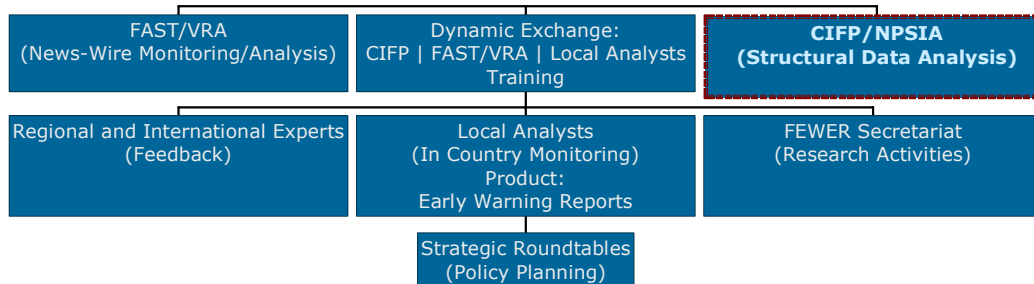 FAST/VRA
(News-Wire Monitoring/Analysis)
Dynamic Exchange:
CIFP | FAST/VRA | Local Analysts
Training
CIFP/NPSIA
(Structural Data Analysis)
Regional and International Experts
(Feedback)
Local Analysts
(In Country Monitoring)
Product:
Early Warning Reports
FEWER Secretariat
(Research Activities)
Strategic Roundtables
(Policy Planning)